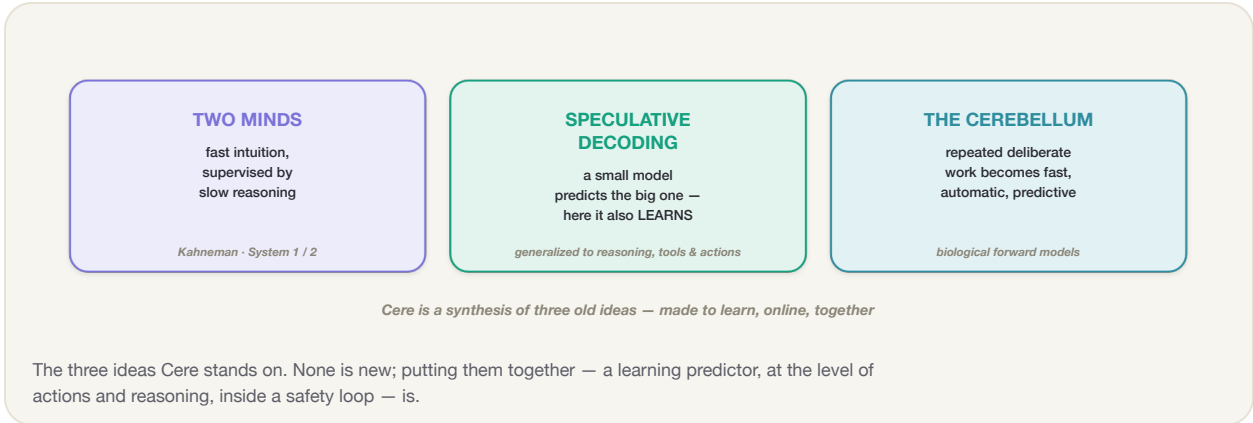 TWO MINDS
fast intuition,
supervised by
slow reasoning
Kahneman · System 1 / 2
SPECULATIVE
DECODING
a small model
predicts the big one —
here it also LEARNS
generalized to reasoning, tools & actions
THE CEREBELLUM
repeated deliberate
work becomes fast,
automatic, predictive
biological forward models
Cere is a synthesis of three old ideas — made to learn, online, together
The three ideas Cere stands on. None is new; putting them together — a learning predictor, at the level of
actions and reasoning, inside a safety loop — is.